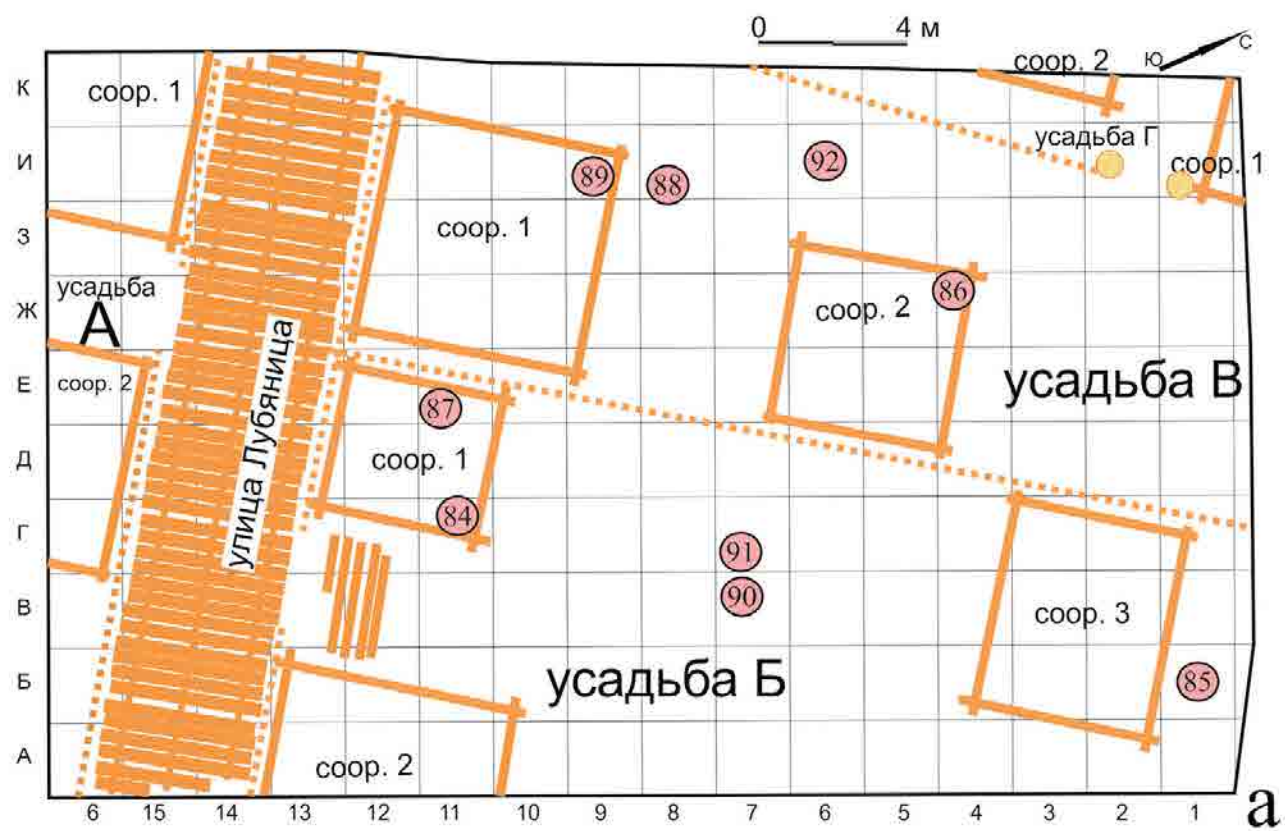 0 4 м
Ю С
К
И
З
Ж
Е
Д
Г
В
Б
А
соор. 1
соор. 2
усадьба Г
соор. 1
89
88
92
соор. 1
усадьба
А
соор. 2
86
соор. 2
усадьба В
улица Лубяница
87
соор. 1
84
91
90
соор. 3
усадьба Б
85
соор. 2
6 15 14 13 12 11 10 9 8 7 6 5 4 3 2 1
а